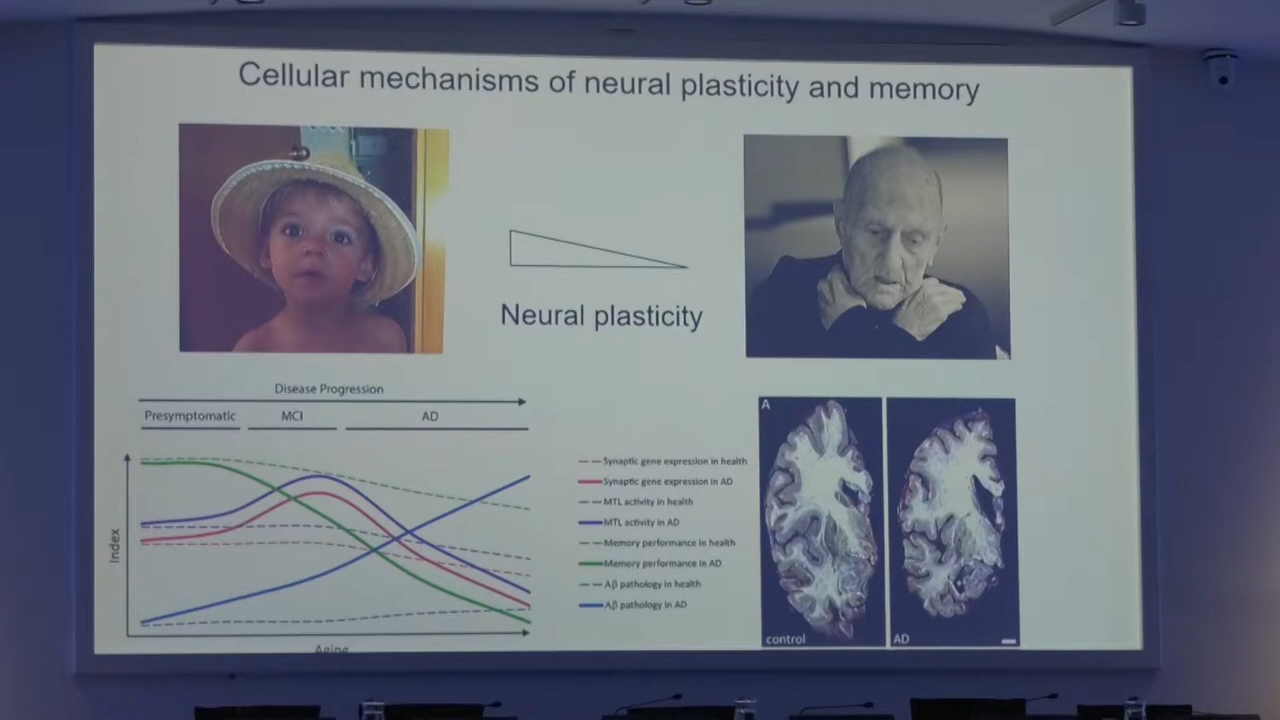 Cellular mechanisms of neural plasticity and memory
Neural plasticity
Disease Progression
Presymptomatic
MCI
AD
Index
Aging
Synaptic gene expression in health
Synaptic gene expression in AD
MTL activity in health
MTL activity in AD
Memory performance in health
Memory performance in AD
Aβ pathology in health
Aβ pathology in AD
A
control
AD